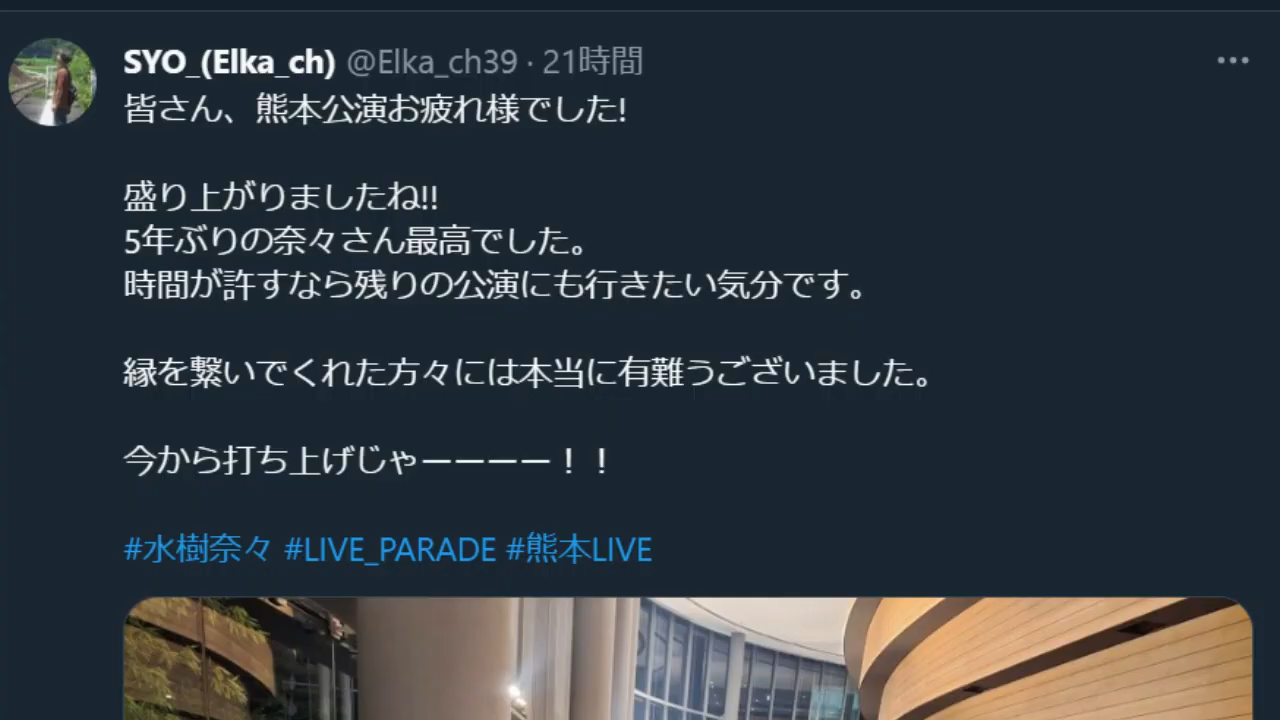 SYO_(Elka_ch) @Elka_ch39 · 21時間
皆さん、熊本公演お疲れ様でした!
盛り上がりましたね!!
5年ぶりの奈々さん最高でした。
時間が許すなら残りの公演にも行きたい気分です。
縁を繋いでくれた方々には本当に有難うございました。
今から打ち上げじゃーーーー！！
#水樹奈々 #LIVE_PARADE #熊本LIVE